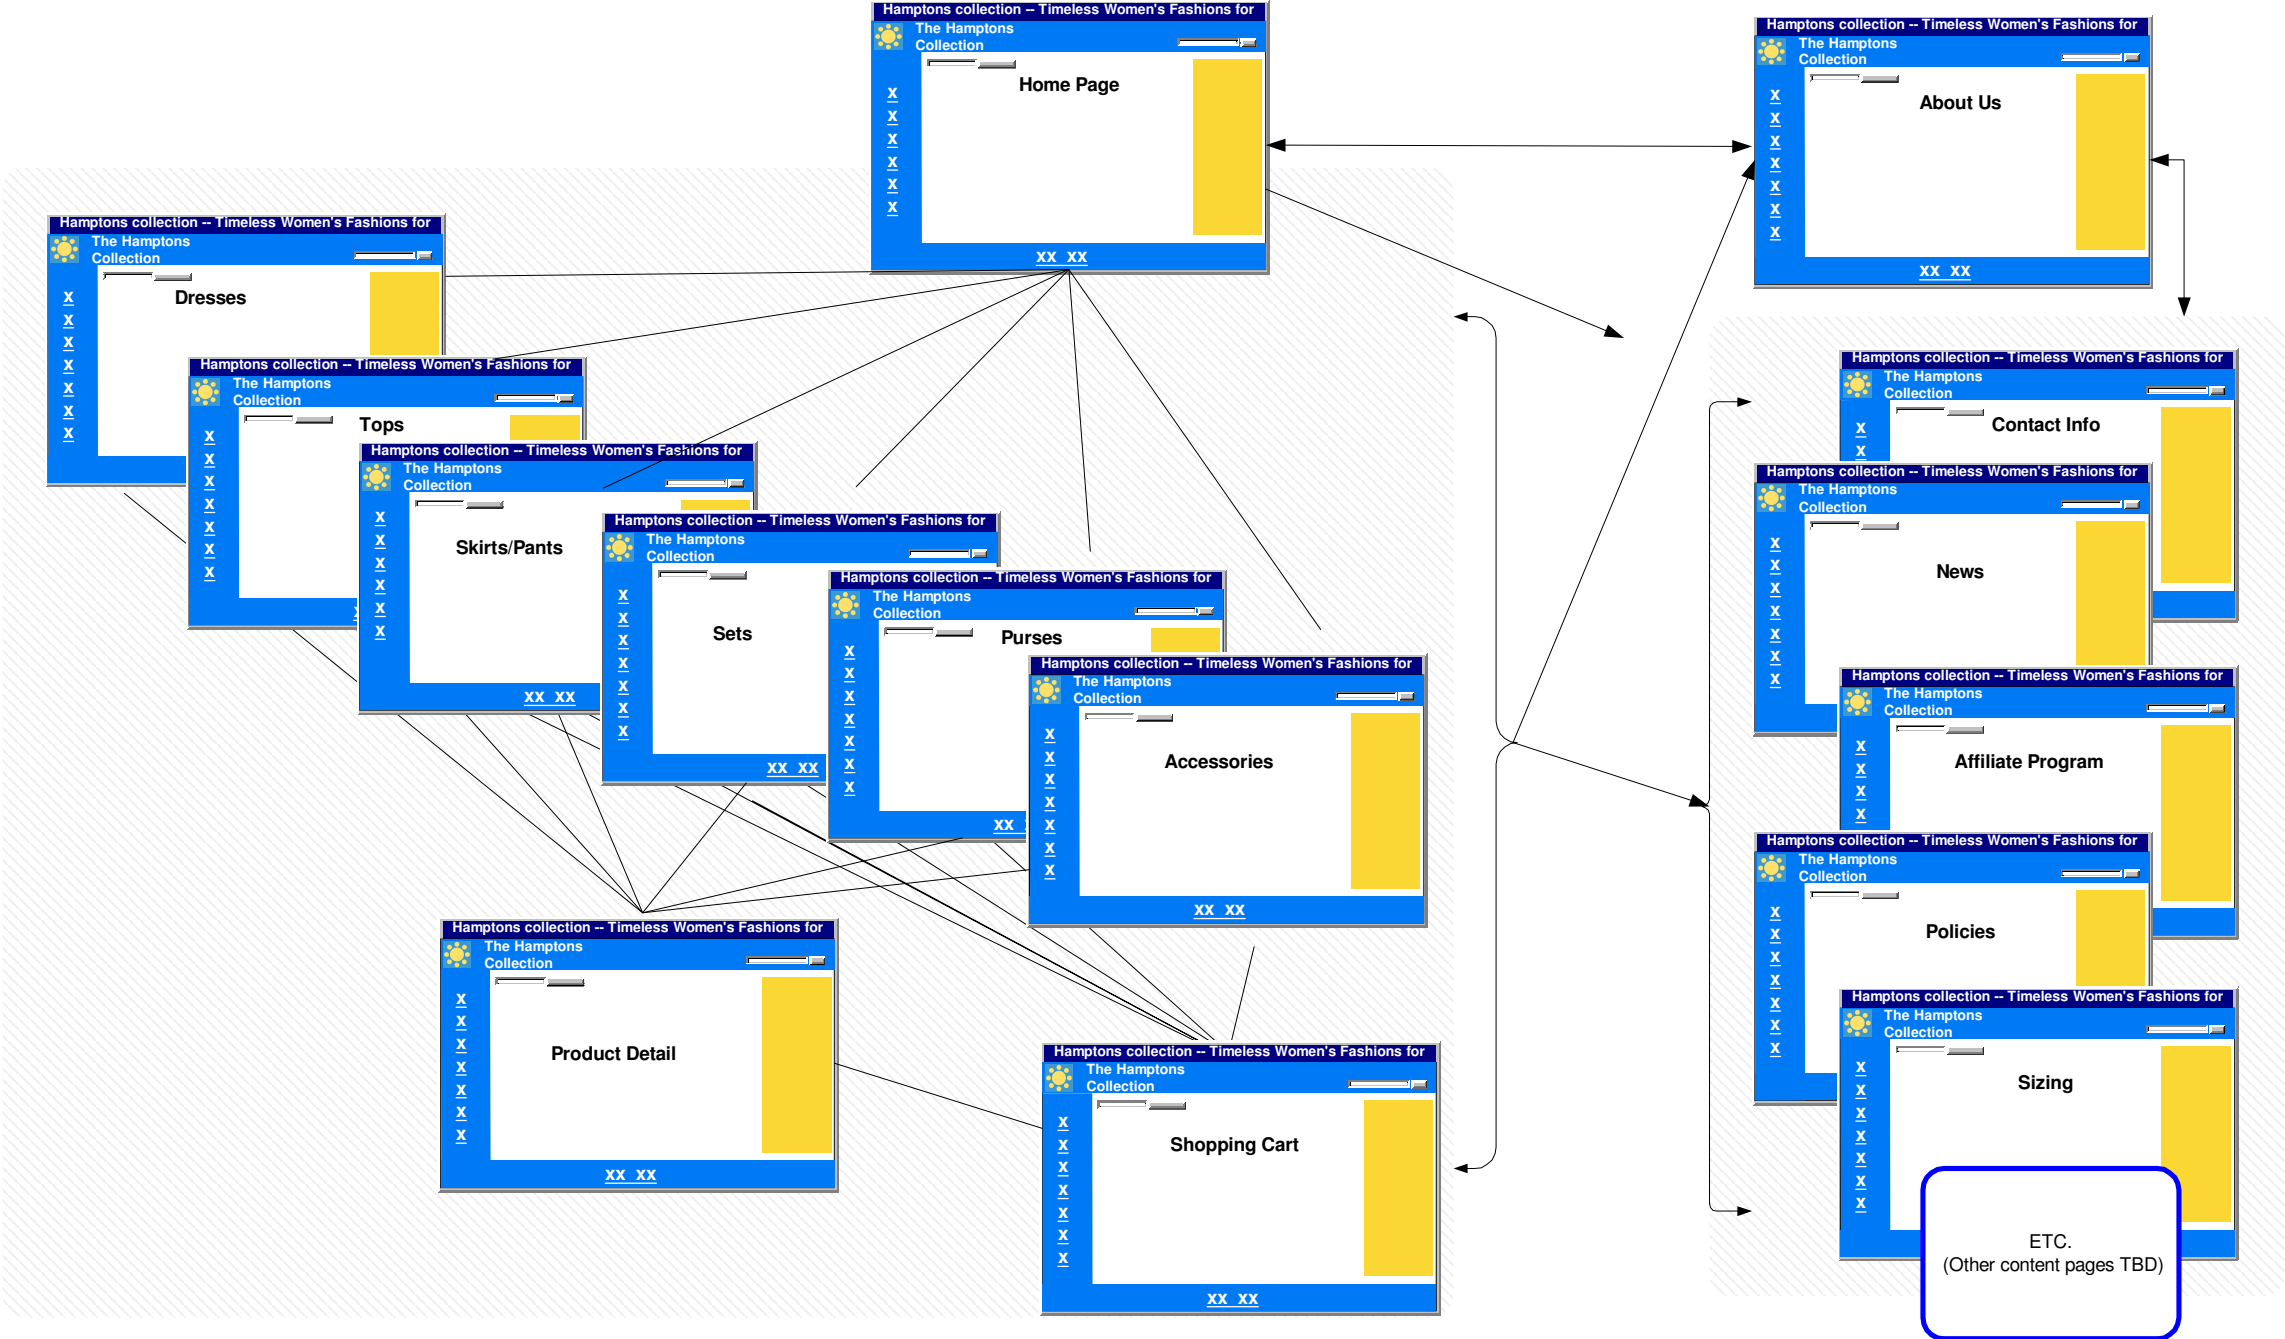 Hamptons collection -- Timeless Women's Fashions for
The Hamptons
Collection
Home Page
X
X
X
X
X
X
XX XX
Hamptons collection -- Timeless Women's Fashions for
The Hamptons
Collection
About Us
X
X
X
X
X
X
X
XX XX
Hamptons collection -- Timeless Women's Fashions for
The Hamptons
Collection
Dresses
X
X
X
X
X
X
X
Hamptons collection -- Timeless Women's Fashions for
The Hamptons
Collection
Tops
X
X
X
X
X
X
X
Hamptons collection -- Timeless Women's Fashions for
The Hamptons
Collection
Skirts/Pants
X
X
X
X
X
X
XX XX
Hamptons collection -- Timeless Women's Fashions for
The Hamptons
Collection
Sets
X
X
X
X
X
X
X
XX XX
Hamptons collection -- Timeless Women's Fashions for
The Hamptons
Collection
Purses
X
X
X
X
X
X
X
XX
Hamptons collection -- Timeless Women's Fashions for
The Hamptons
Collection
Accessories
X
X
X
X
X
X
X
XX XX
Hamptons collection -- Timeless Women's Fashions for
The Hamptons
Collection
Product Detail
X
X
X
X
X
X
X
XX XX
Hamptons collection -- Timeless Women's Fashions for
The Hamptons
Collection
Shopping Cart
X
X
X
X
X
X
X
XX XX
Hamptons collection -- Timeless Women's Fashions for
The Hamptons
Collection
Contact Info
X
X
Hamptons collection -- Timeless Women's Fashions for
The Hamptons
Collection
News
X
X
X
X
X
X
X
Hamptons collection -- Timeless Women's Fashions for
The Hamptons
Collection
Affiliate Program
X
X
X
X
Hamptons collection -- Timeless Women's Fashions for
The Hamptons
Collection
Policies
X
X
X
X
X
X
X
Hamptons collection -- Timeless Women's Fashions for
The Hamptons
Collection
Sizing
X
X
X
X
X
X
X
ETC.
(Other content pages TBD)